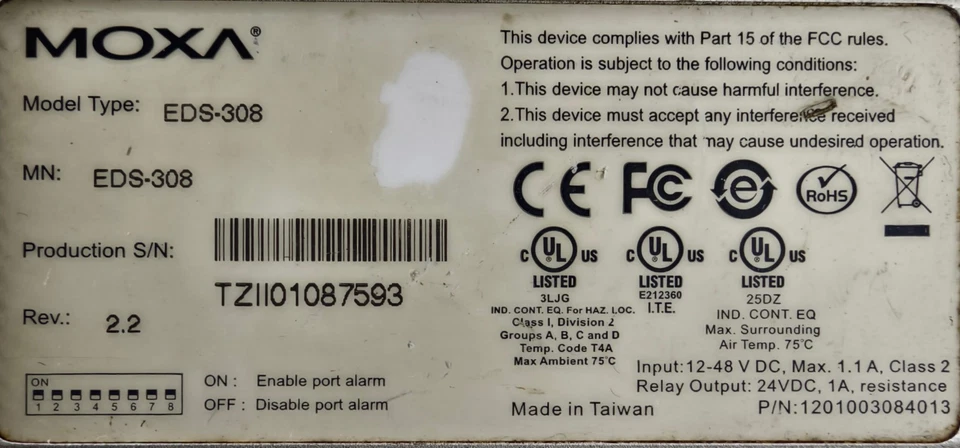 MOXA®
Model Type: EDS-308
MN: EDS-308
Production S/N:
TZII01087593
Rev.: 2.2
ON
1 2 3 4 5 6 7 8
ON : Enable port alarm
OFF : Disable port alarm
This device complies with Part 15 of the FCC rules.
Operation is subject to the following conditions:
1.This device may not cause harmful interference.
2.This device must accept any interference received
including interference that may cause undesired operation.
CE FC e RoHS
C UL US
LISTED
3LJG
IND. CONT. EQ. For HAZ. LOC.
Class I, Division 2
Groups A, B, C and D
Temp. Code T4A
Max Ambient 75°C
C UL US
LISTED
E212360
I.T.E.
C UL US
LISTED
25DZ
IND. CONT. EQ
Max. Surrounding
Air Temp. 75°C
Input:12-48 V DC, Max. 1.1 A, Class 2
Relay Output: 24VDC, 1A, resistance
Made in Taiwan
P/N:1201003084013